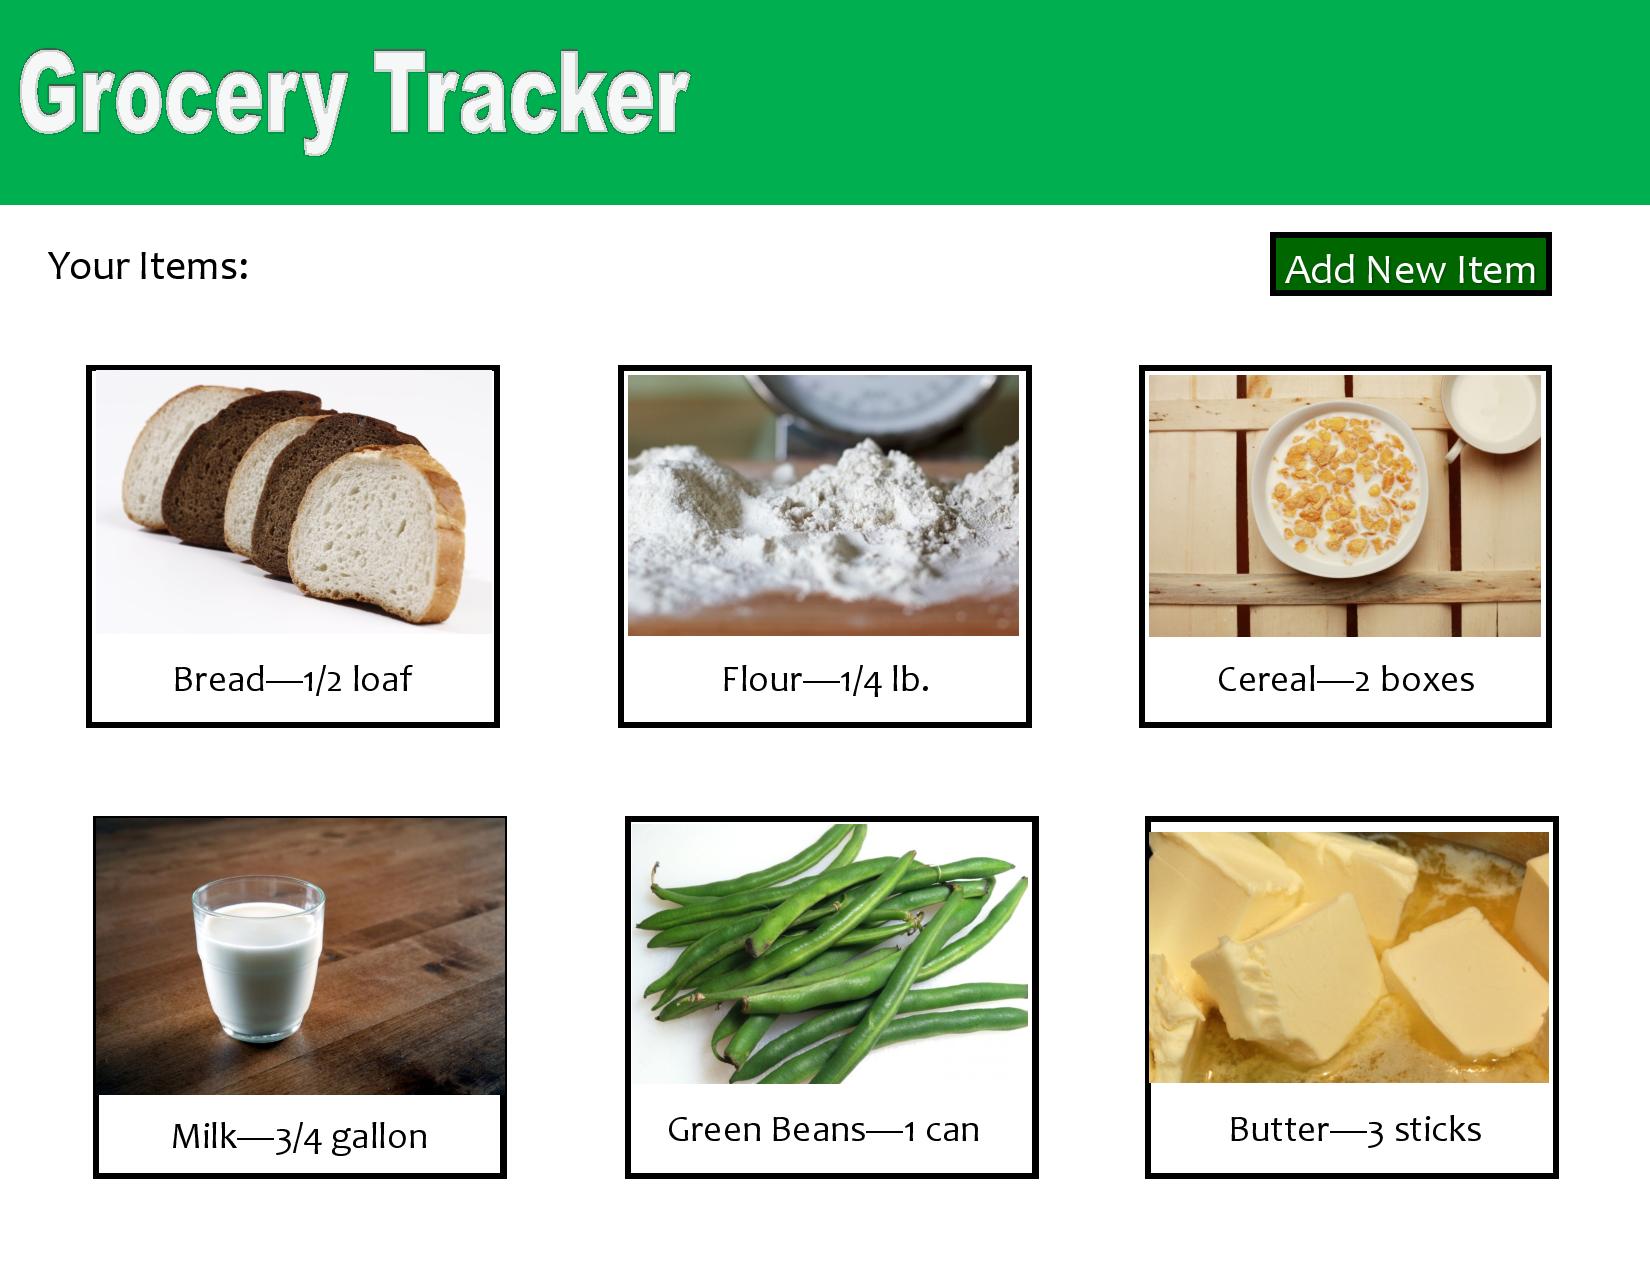 Grocery Tracker
Your Items:
Add New Item
Bread—1/2 loaf
Flour—1/4 lb.
Cereal—2 boxes
Milk—3/4 gallon
Green Beans—1 can
Butter—3 sticks